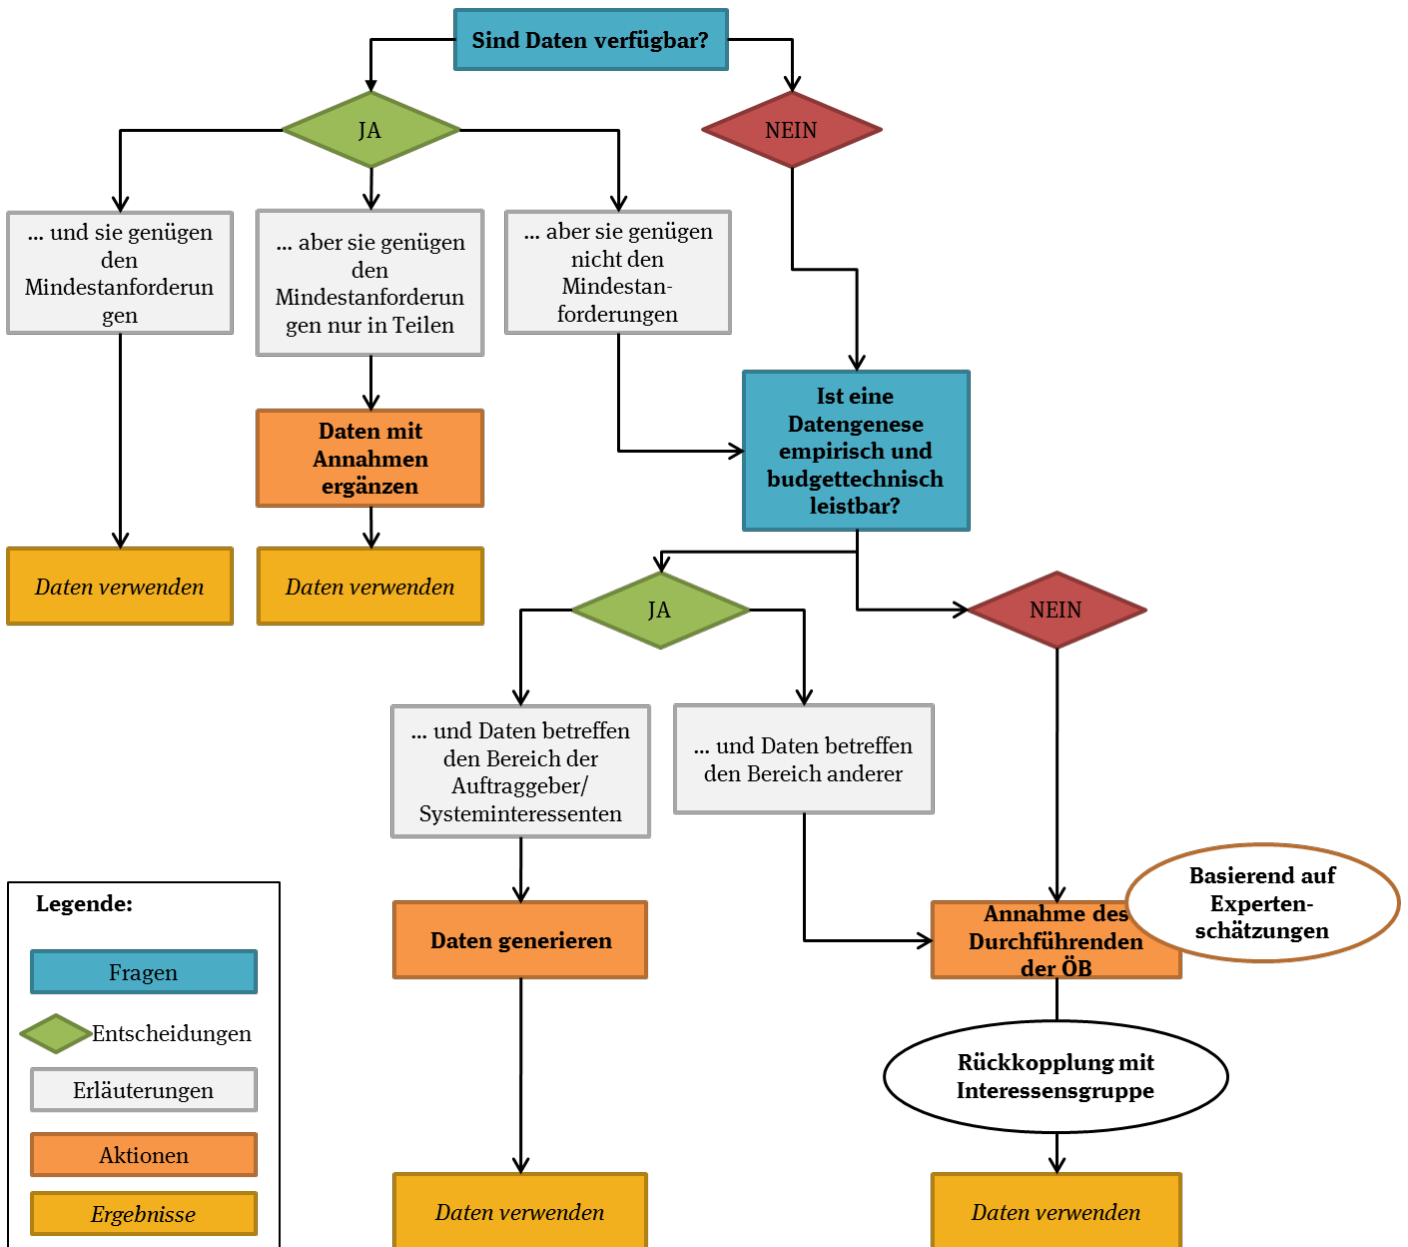 Sind Daten verfügbar?
JA
NEIN
... und sie genügen
den
Mindestanforderun
gen
... aber sie genügen
den
Mindestanforderun
gen nur in Teilen
... aber sie genügen
nicht den
Mindestan-
forderungen
Ist eine
Datengenese
empirisch und
budgettechnisch
leistbar?
Daten mit
Annahmen
ergänzen
Daten verwenden
Daten verwenden
JA
NEIN
... und Daten betreffen
den Bereich der
Auftraggeber/
Systeminteressenten
... und Daten betreffen
den Bereich anderer
Basierend auf
Experten-
schätzungen
Daten generieren
Annahme des
Durchführenden
der ÖB
Rückkopplung mit
Interessensgruppe
Daten verwenden
Daten verwenden
Legende:
Fragen
Entscheidungen
Erläuterungen
Aktionen
Ergebnisse